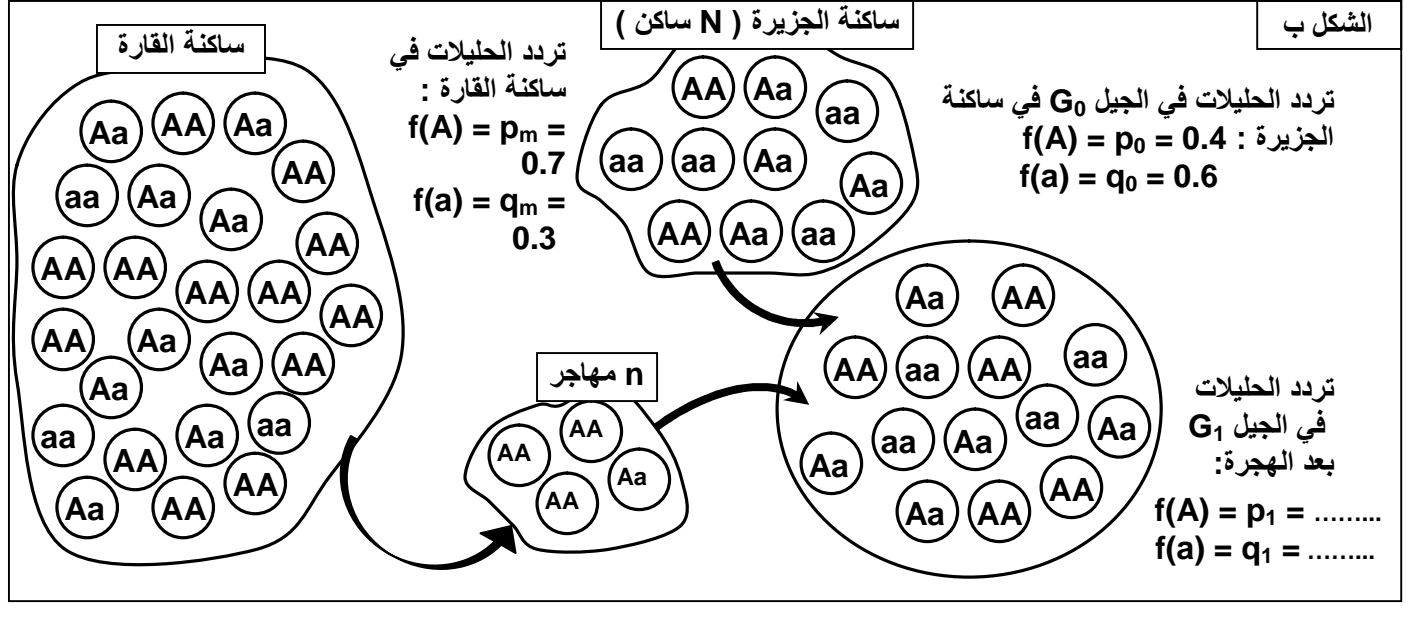 الشكل ب
ساكنة الجزيرة ( N ساكن )
ساكنة القارة
تردد الحليلات في
ساكنة القارة :
f(A) = pm =
0.7
f(a) = qm =
0.3
تردد الحليلات في الجيل G0 في ساكنة
الجزيرة : f(A) = p0 = 0.4
f(a) = q0 = 0.6
Aa AA Aa
AA
aa Aa
Aa
AA
AA AA
AA AA
AA
AA Aa
Aa AA
Aa
aa Aa aa
AA
AA
Aa AA
AA Aa
aa
aa aa Aa
Aa
AA Aa aa
n مهاجر
AA
AA
Aa
AA
Aa AA
aa
AA aa AA
aa
Aa
aa Aa
Aa
AA
Aa AA
تردد الحليلات
في الجيل G1
بعد الهجرة:
f(A) = p1 = ........
f(a) = q1 = ........